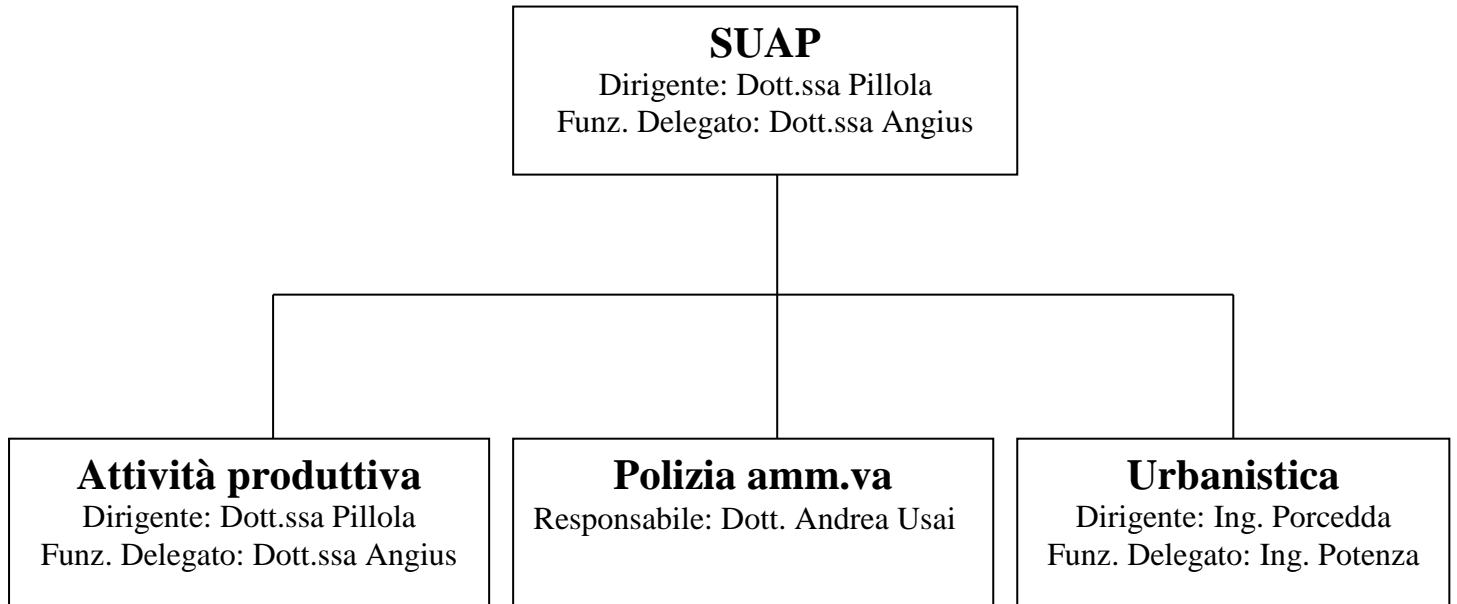 SUAP
Dirigente: Dott.ssa Pillola
Funz. Delegato: Dott.ssa Angius
Attività produttiva
Dirigente: Dott.ssa Pillola
Funz. Delegato: Dott.ssa Angius
Polizia amm.va
Responsabile: Dott. Andrea Usai
Urbanistica
Dirigente: Ing. Porcedda
Funz. Delegato: Ing. Potenza